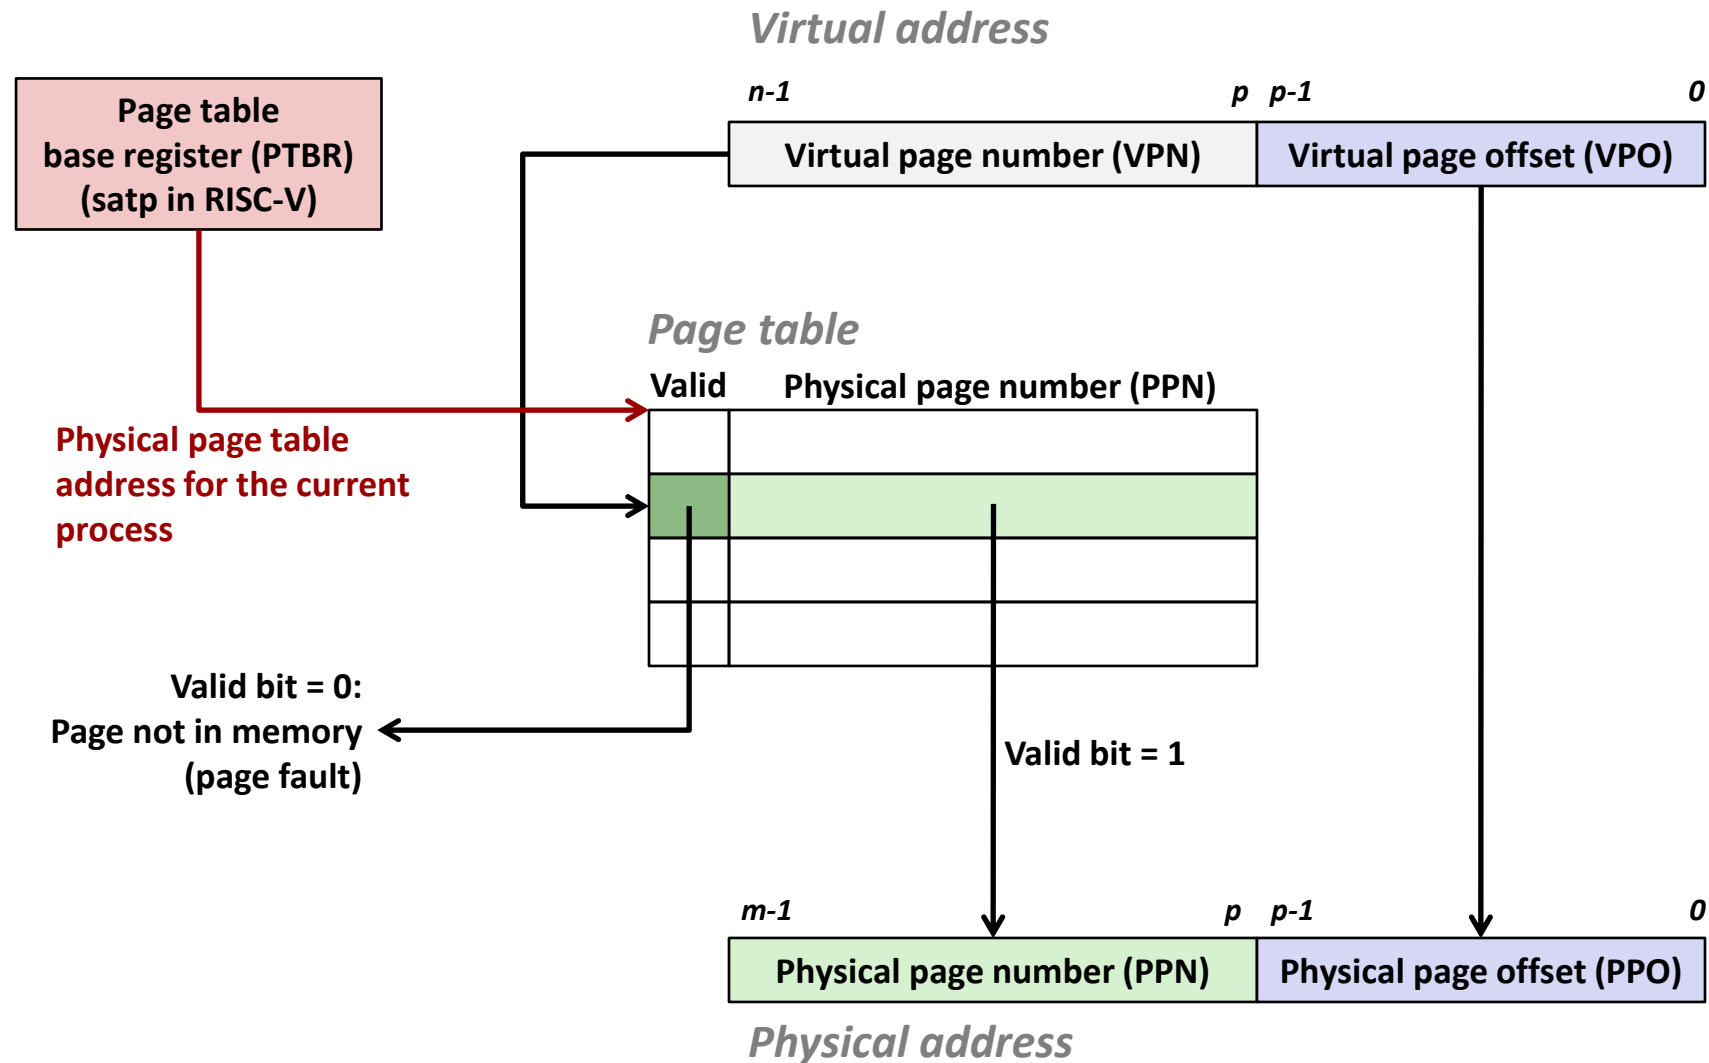 Virtual address
n-1 p p-1 0
Page table
base register (PTBR)
(satp in RISC-V)
Virtual page number (VPN) Virtual page offset (VPO)
Page table
Valid Physical page number (PPN)
Physical page table
address for the current
process
Valid bit = 0:
Page not in memory
(page fault)
Valid bit = 1
m-1 p p-1 0
Physical page number (PPN) Physical page offset (PPO)
Physical address